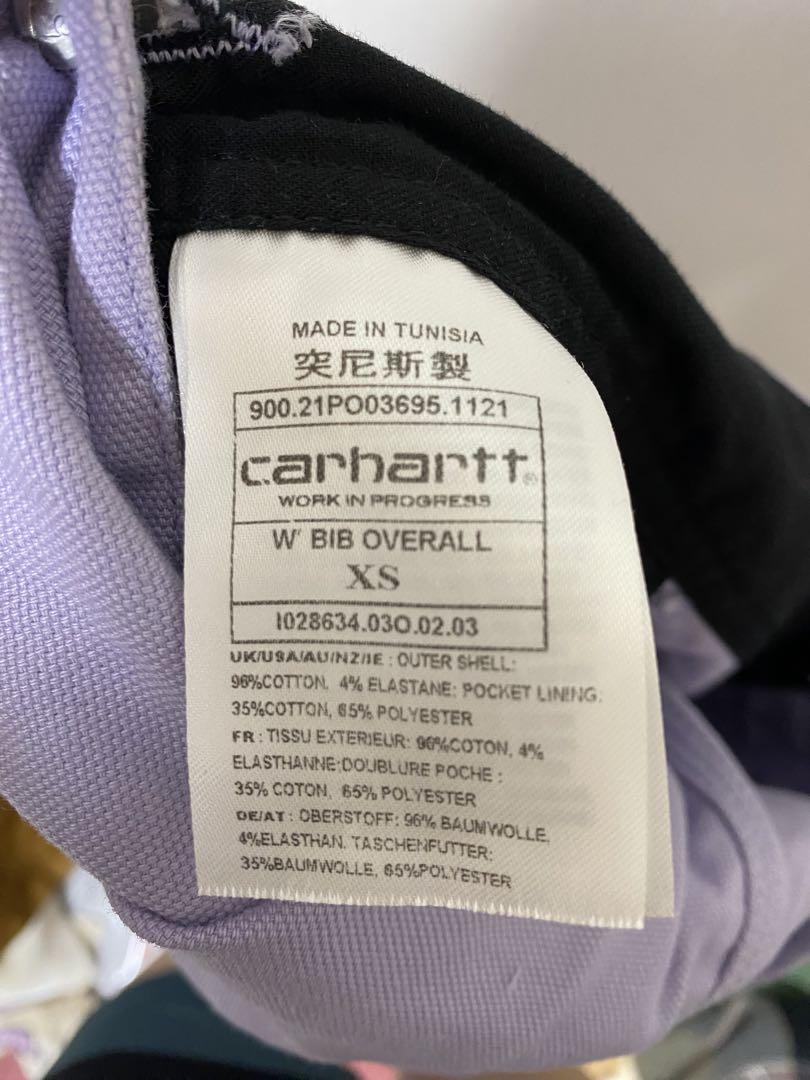 MADE IN TUNISIA
突尼斯製
900.21PO03695.1121
carhartt®
WORK IN PROGRESS
W' BIB OVERALL
XS
I028634.03O.02.03
UK/USA/AU/NZ/IE : OUTER SHELL:
96%COTTON, 4% ELASTANE: POCKET LINING:
35%COTTON, 65% POLYESTER
FR : TISSU EXTERIEUR: 96%COTON, 4%
ELASTHANNE:DOUBLURE POCHE :
35% COTON, 65% POLYESTER
DE/AT : OBERSTOFF: 96% BAUMWOLLE,
4%ELASTHAN. TASCHENFUTTER:
35%BAUMWOLLE, 65%POLYESTER